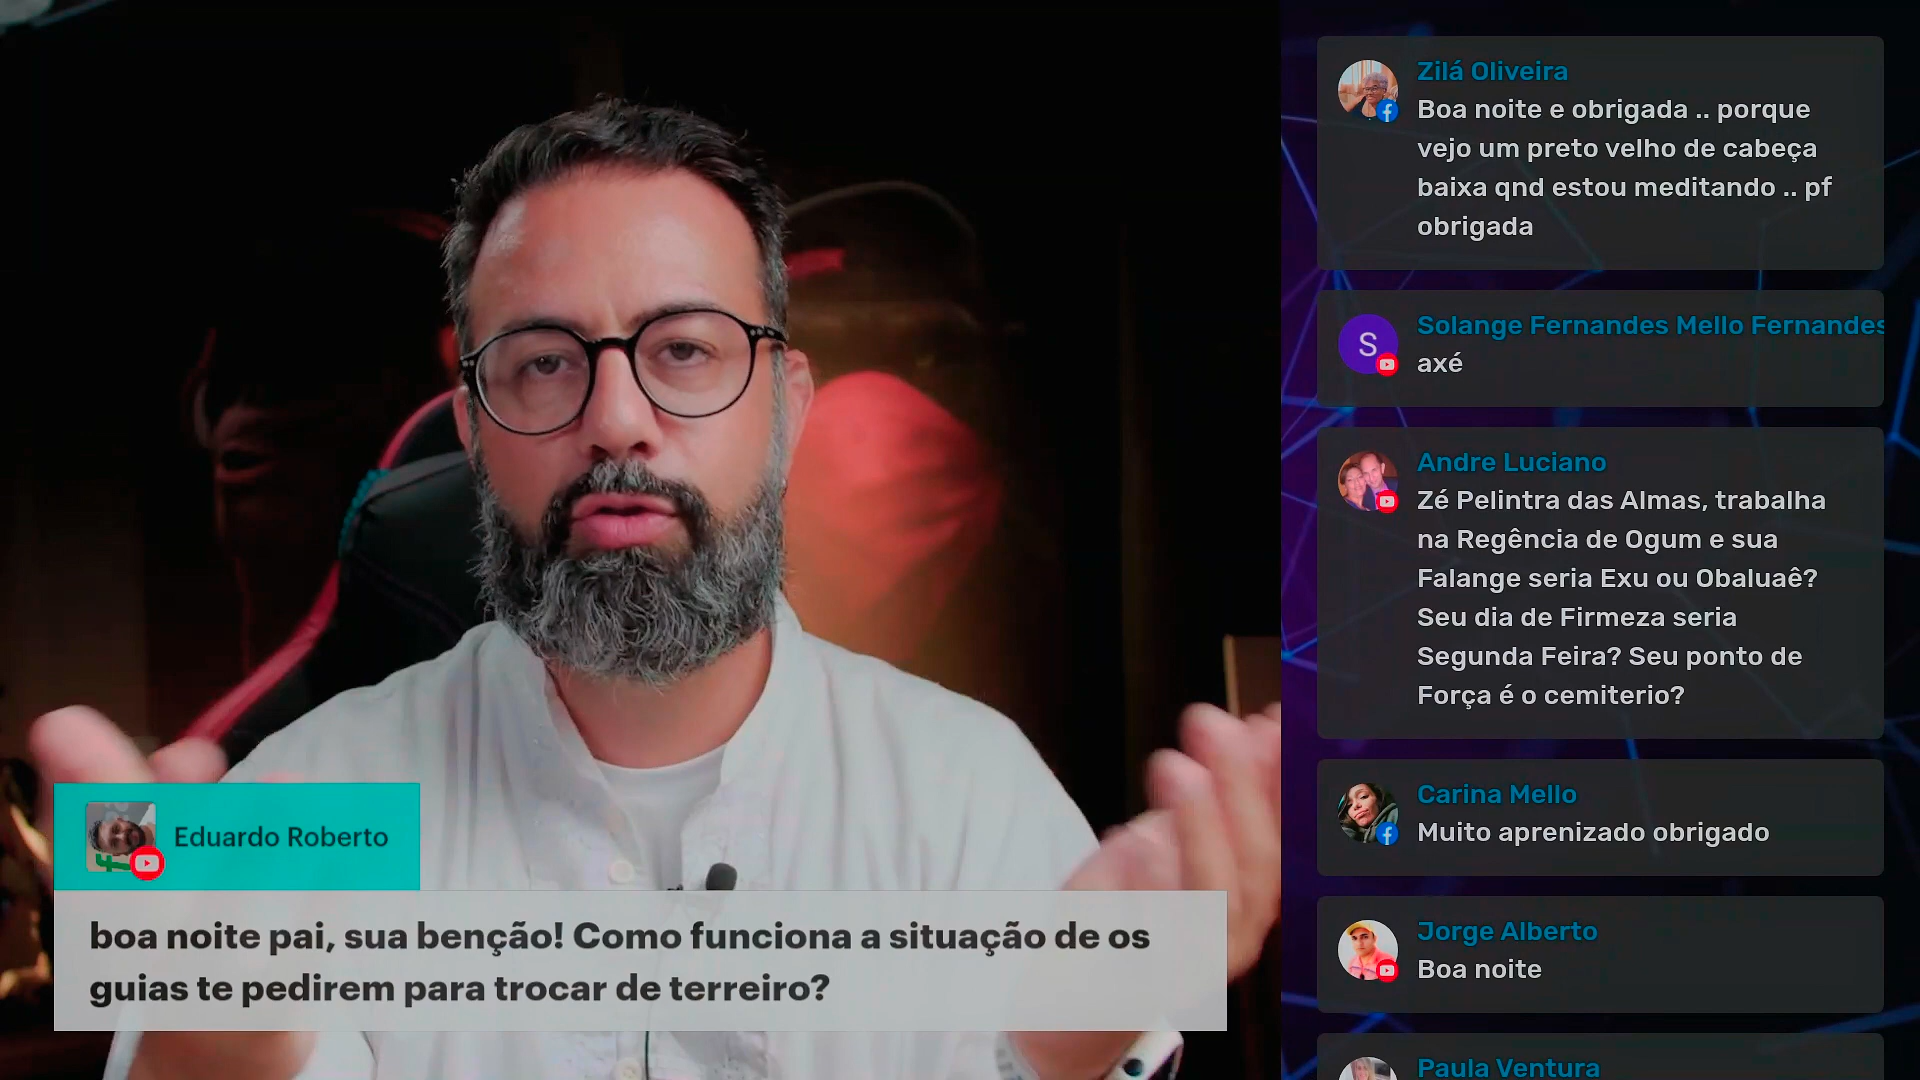 Eduardo Roberto
boa noite pai, sua benção! Como funciona a situação de os
guias te pedirem para trocar de terreiro?
Zilá Oliveira
Boa noite e obrigada .. porque
vejo um preto velho de cabeça
baixa qnd estou meditando .. pf
obrigada
S
Solange Fernandes Mello Fernandes
axé
Andre Luciano
Zé Pelintra das Almas, trabalha
na Regência de Ogum e sua
Falange seria Exu ou Obaluaê?
Seu dia de Firmeza seria
Segunda Feira? Seu ponto de
Força é o cemiterio?
Carina Mello
Muito aprenizado obrigado
Jorge Alberto
Boa noite
Paula Ventura